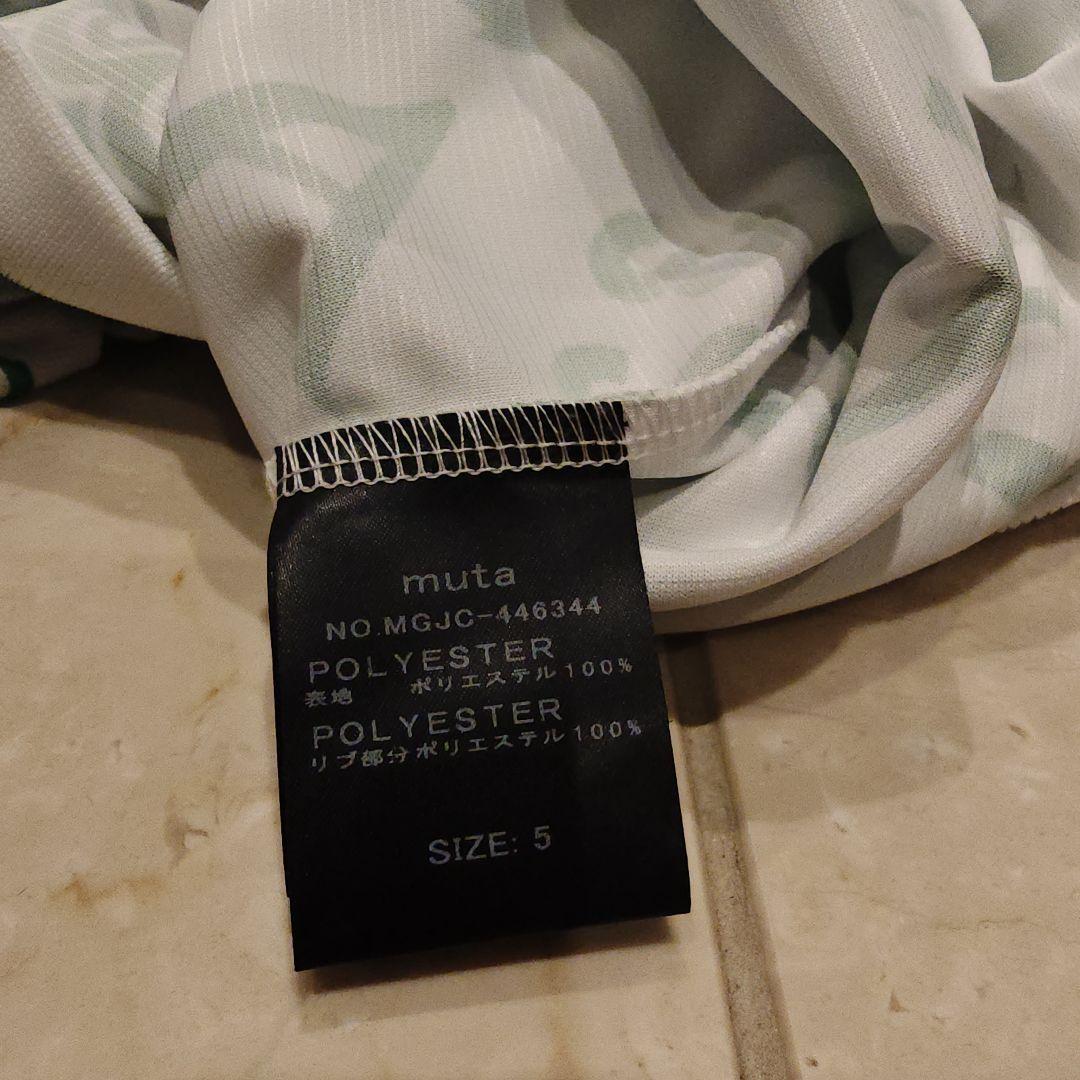 muta
NO.MGJC-446344
POLYESTER
表地 ポリエステル100%
POLYESTER
リブ部分ポリエステル100%
SIZE: 5